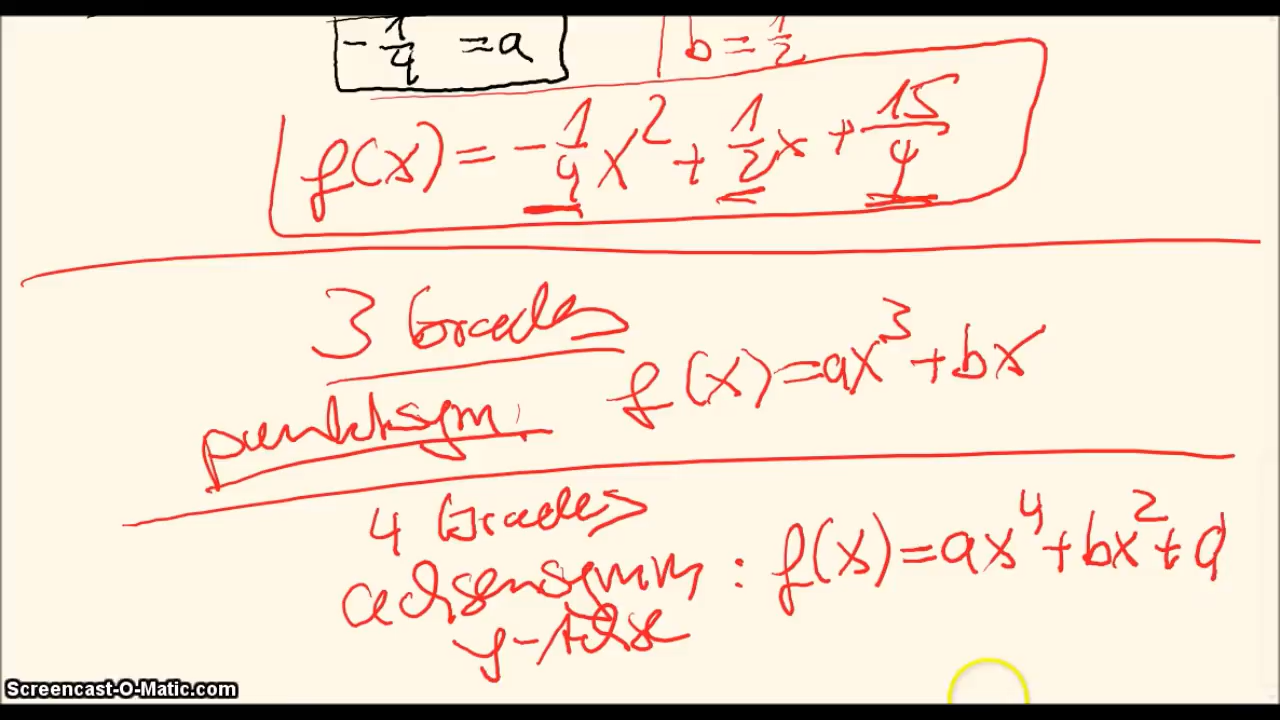 -1/4 = a
b = 1/2
f(x) = -1/4 x² + 1/2 x + 15/4
3 Grades
f(x) = ax³ + bx
punktsym.
4 Grades
achsensymm : f(x) = ax⁴ + bx² + d
y-Achse
Screencast-O-Matic.com